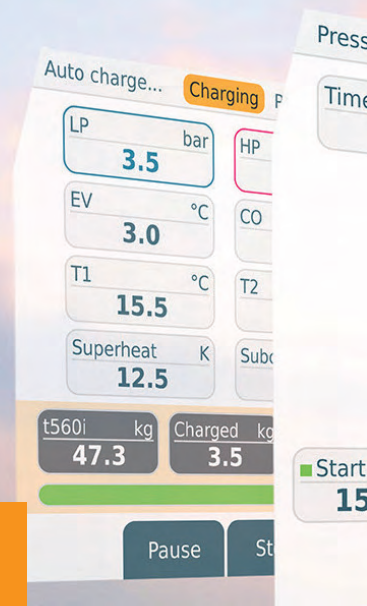 Auto charge... Charging
LP bar HP
3.5
EV °C CO
3.0
T1 °C T2
15.5
Superheat K Subc
12.5
t560i kg Charged kg
47.3 3.5
Pause St
Press
Time
Start
15